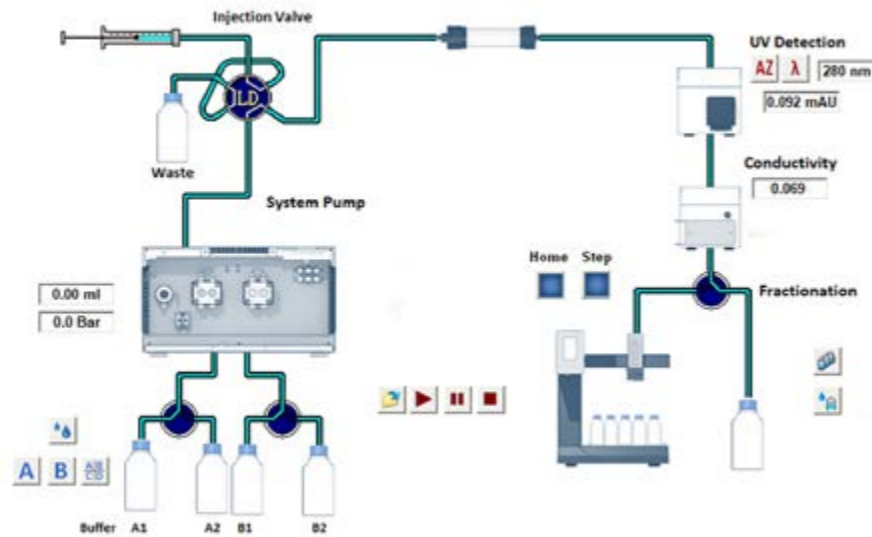 Injection Valve
LD
Waste
System Pump
0.00 ml
0.0 Bar
A
B
Buffer A1 A2 B1 B2
UV Detection
AZ λ 280 nm
0.092 mAU
Conductivity
0.069
Home Step
Fractionation